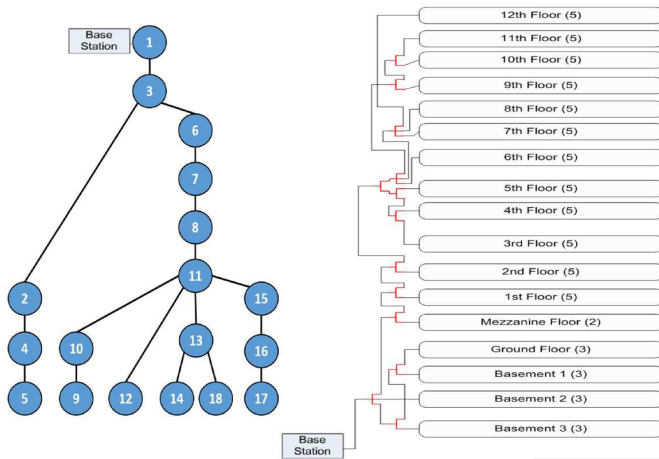 Base
Station
1
3
6
7
8
11
2
15
10
13
4
16
5
9
12
14
18
17
12th Floor (5)
11th Floor (5)
10th Floor (5)
9th Floor (5)
8th Floor (5)
7th Floor (5)
6th Floor (5)
5th Floor (5)
4th Floor (5)
3rd Floor (5)
2nd Floor (5)
1st Floor (5)
Mezzanine Floor (2)
Ground Floor (3)
Basement 1 (3)
Basement 2 (3)
Basement 3 (3)
Base
Station